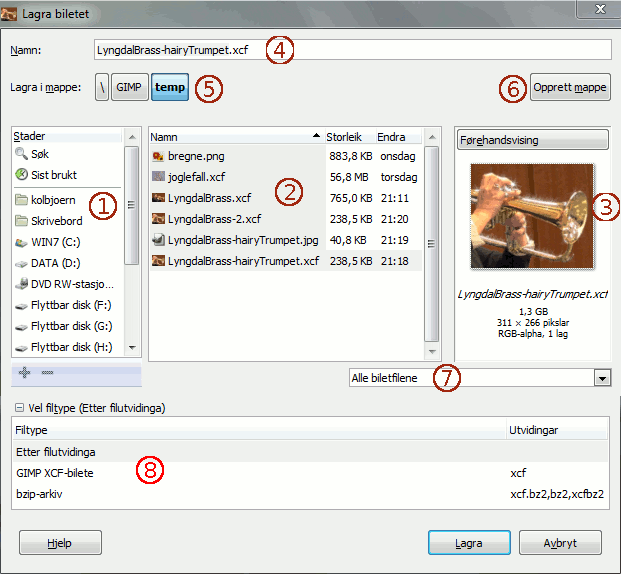 Lagra biletet
Namn: LyngdalBrass-hairyTrumpet.xcf 4
Lagra i mappe: \ GIMP temp 5 6 Opprett mappe
Stader
Søk
Sist brukt
kolbjoern
Skrivebord
WIN7 (C:)
DATA (D:)
DVD RW-stasjo...
Flyttbar disk (F:)
Flyttbar disk (G:)
Flyttbar disk (H:)
1
Namn Storleik Endra
bregne.png 883,8 KB onsdag
joglefall.xcf 56,8 MB torsdag
LyngdalBrass.xcf 765,0 KB 21:11
LyngdalBrass-2.xcf 238,5 KB 21:20
LyngdalBrass-hairyTrumpet.jpg 40,8 KB 21:19
LyngdalBrass-hairyTrumpet.xcf 238,5 KB 21:18
2
Førehandsvising
3
LyngdalBrass-hairyTrumpet.xcf
1,3 GB
311 × 266 pikslar
RGB-alpha, 1 lag
Alle biletfilene 7
Vel filtype (Etter filutvidinga)
Filtype Utvidingar
Etter filutvidinga
GIMP XCF-bilete xcf
bzip-arkiv xcf.bz2,bz2,xcfbz2
8
Hjelp Lagra Avbryt